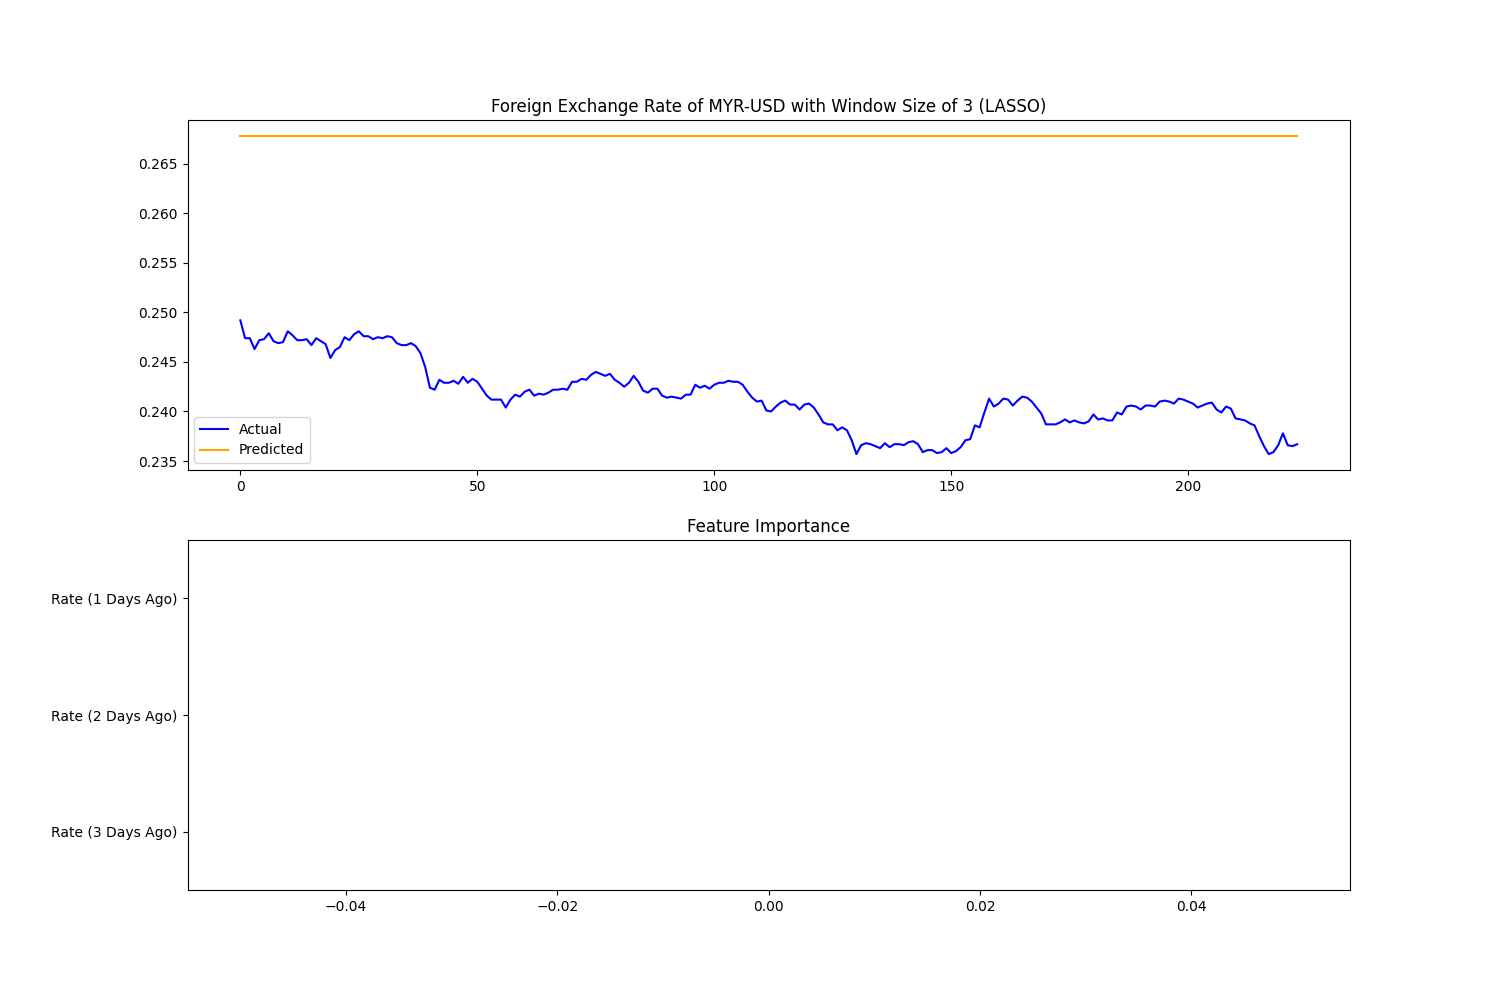 Foreign Exchange Rate of MYR-USD with Window Size of 3 (LASSO)
0.265
0.260
0.255
0.250
0.245
0.240
0.235
Actual
Predicted
0 50 100 150 200
Feature Importance
Rate (1 Days Ago)
Rate (2 Days Ago)
Rate (3 Days Ago)
−0.04 −0.02 0.00 0.02 0.04